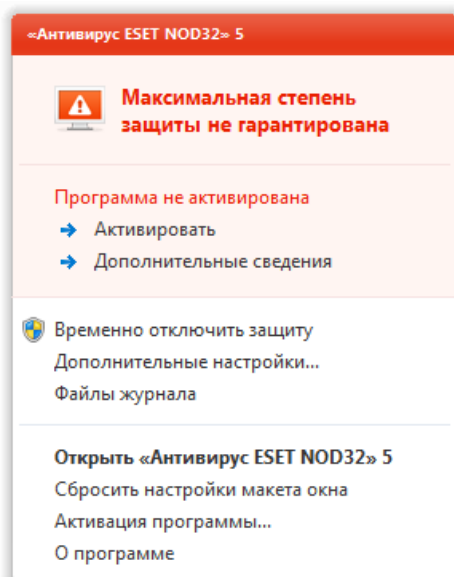 «Антивирус ESET NOD32» 5
Максимальная степень
защиты не гарантирована
Программа не активирована
Активировать
Дополнительные сведения
Временно отключить защиту
Дополнительные настройки...
Файлы журнала
Открыть «Антивирус ESET NOD32» 5
Сбросить настройки макета окна
Активация программы...
О программе